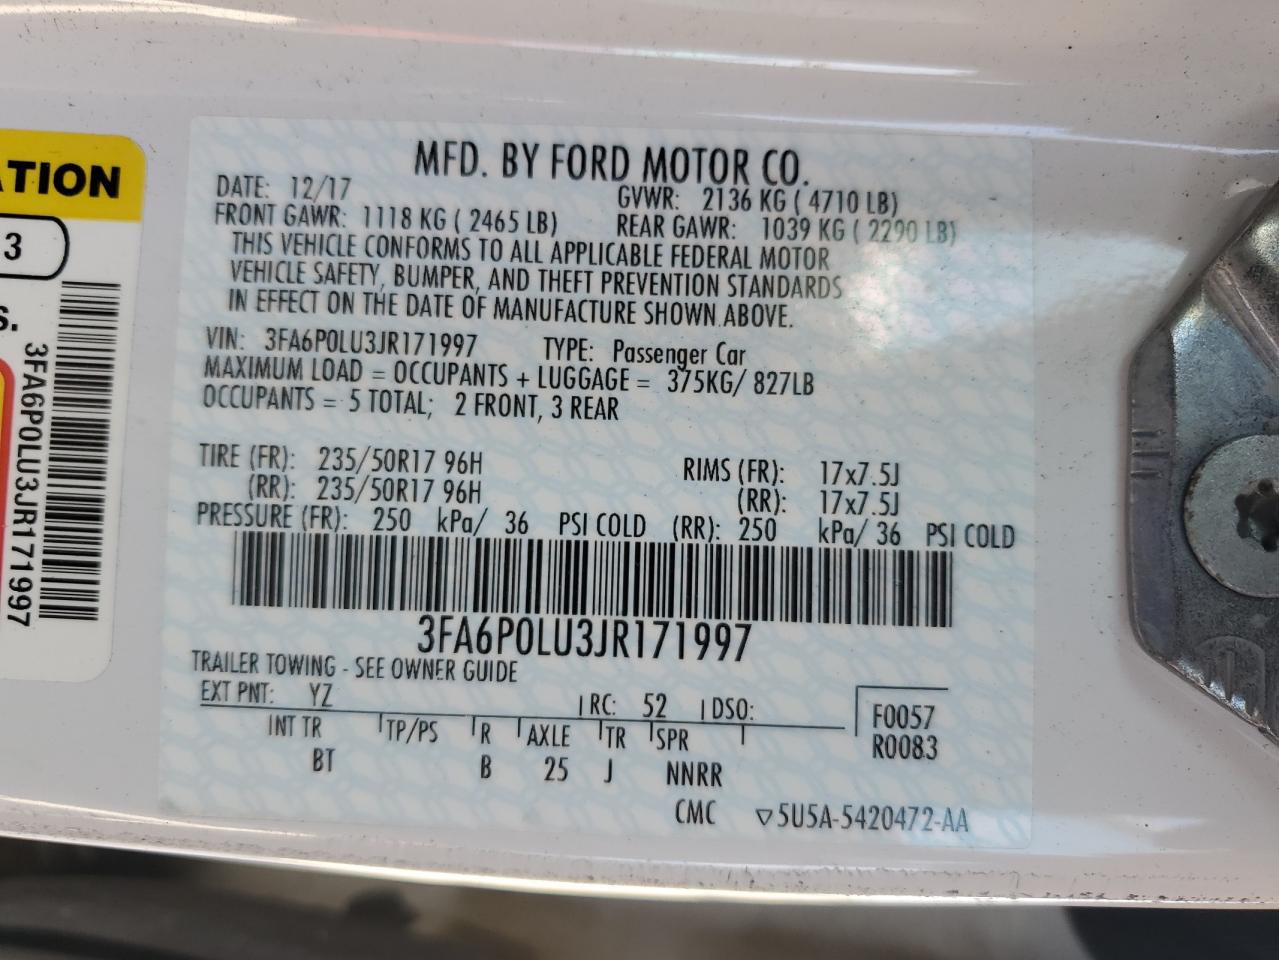 MFD. BY FORD MOTOR CO.
DATE: 12/17 GVWR: 2136 KG ( 4710 LB)
FRONT GAWR: 1118 KG ( 2465 LB) REAR GAWR: 1039 KG ( 2290 LB)
THIS VEHICLE CONFORMS TO ALL APPLICABLE FEDERAL MOTOR
VEHICLE SAFETY, BUMPER, AND THEFT PREVENTION STANDARDS
IN EFFECT ON THE DATE OF MANUFACTURE SHOWN ABOVE.
VIN: 3FA6P0LU3JR171997 TYPE: Passenger Car
MAXIMUM LOAD = OCCUPANTS + LUGGAGE = 375KG/ 827LB
OCCUPANTS = 5 TOTAL; 2 FRONT, 3 REAR
TIRE (FR): 235/50R17 96H RIMS (FR): 17x7.5J
(RR): 235/50R17 96H (RR): 17x7.5J
PRESSURE (FR): 250 kPa/ 36 PSI COLD (RR): 250 kPa/ 36 PSI COLD
3FA6P0LU3JR171997
TRAILER TOWING - SEE OWNER GUIDE
EXT PNT: YZ RC: 52 DSO:
INT TR TP/PS R AXLE TR SPR
BT B 25 J NNRR
F0057
R0083
CMC ▽5U5A-5420472-AA
ATION
3
S.
3FA6P0LU3JR171997